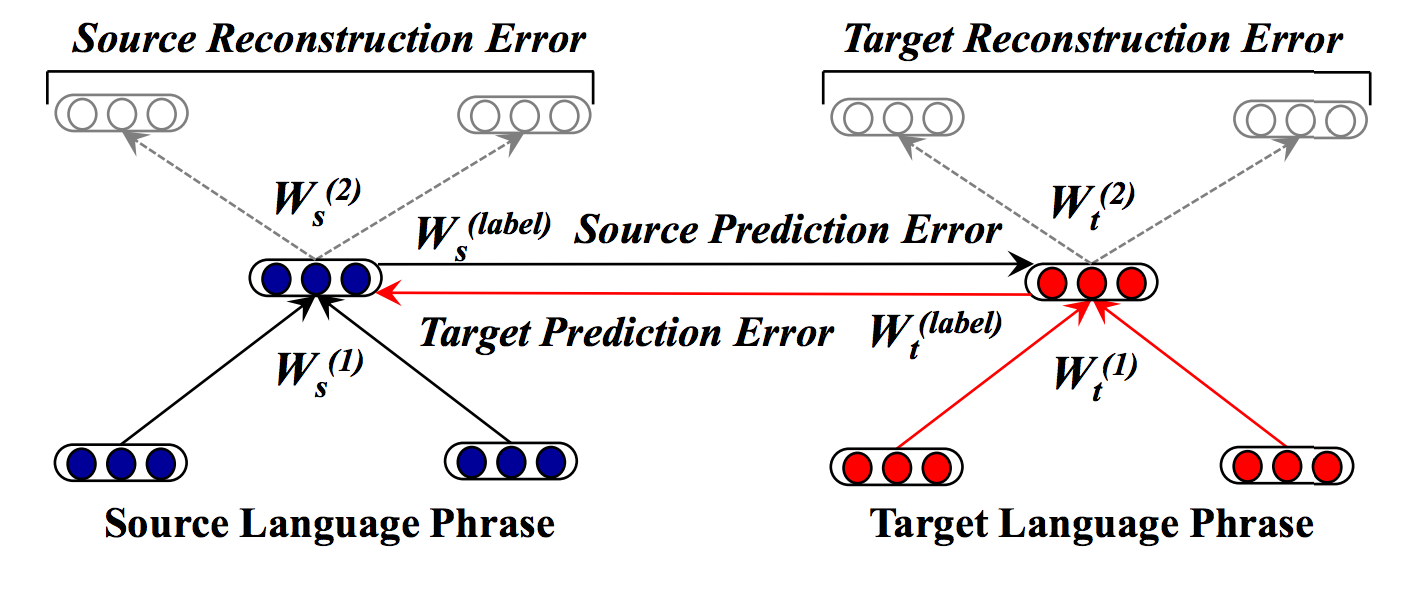 Source Reconstruction Error
Target Reconstruction Error
W_s^(2)
W_t^(2)
W_s^(label) Source Prediction Error
Target Prediction Error W_t^(label)
W_s^(1)
W_t^(1)
Source Language Phrase
Target Language Phrase